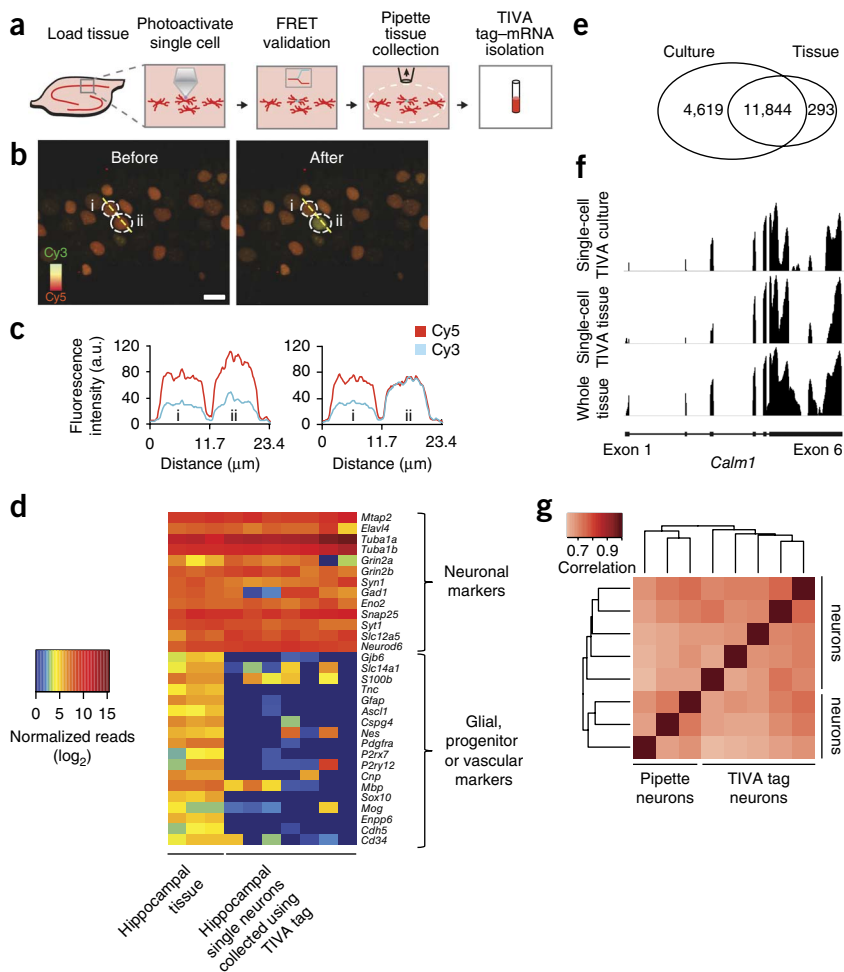 a
Load tissue
Photoactivate
single cell
FRET
validation
Pipette
tissue
collection
TIVA
tag–mRNA
isolation
b
Before
i
ii
Cy3
Cy5
After
i
ii
c
Cy5
Cy3
Fluorescence
intensity (a.u.)
120
80
40
0
i
ii
0
11.7
23.4
Distance (μm)
120
80
40
0
i
ii
0
11.7
23.4
Distance (μm)
d
Mtap2
Elavl4
Tuba1a
Tuba1b
Grin2a
Grin2b
Syn1
Gad1
Eno2
Snap25
Syt1
Slc12a5
Neurod6
Gjb6
Slc14a1
S100b
Tnc
Gfap
Ascl1
Cspg4
Nes
Pdgfra
P2rx7
P2ry12
Cnp
Mbp
Sox10
Mog
Enpp6
Cdh5
Cd34
Neuronal
markers
Glial,
progenitor
or vascular
markers
0 5 10 15
Normalized reads
(log2)
Hippocampal
tissue
Hippocampal
single neurons
collected using
TIVA tag
e
Culture
Tissue
4,619
11,844
293
f
Single-cell
TIVA culture
Single-cell
TIVA tissue
Whole
tissue
Exon 1
Exon 6
Calm1
g
0.7 0.9
Correlation
neurons
neurons
Pipette
neurons
TIVA tag
neurons